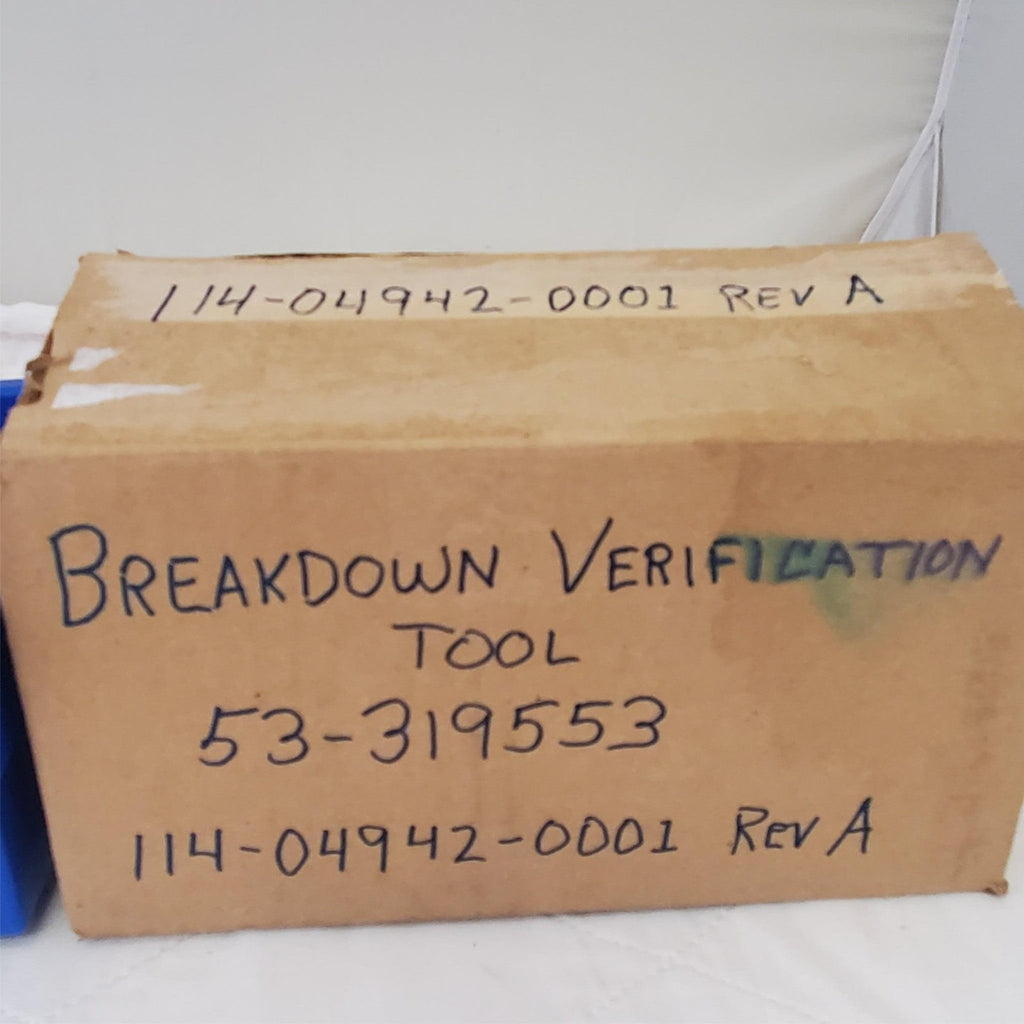 114-04942-0001 REV A
BREAKDOWN VERIFICATION
TOOL
53-319553
114-04942-0001 REV A